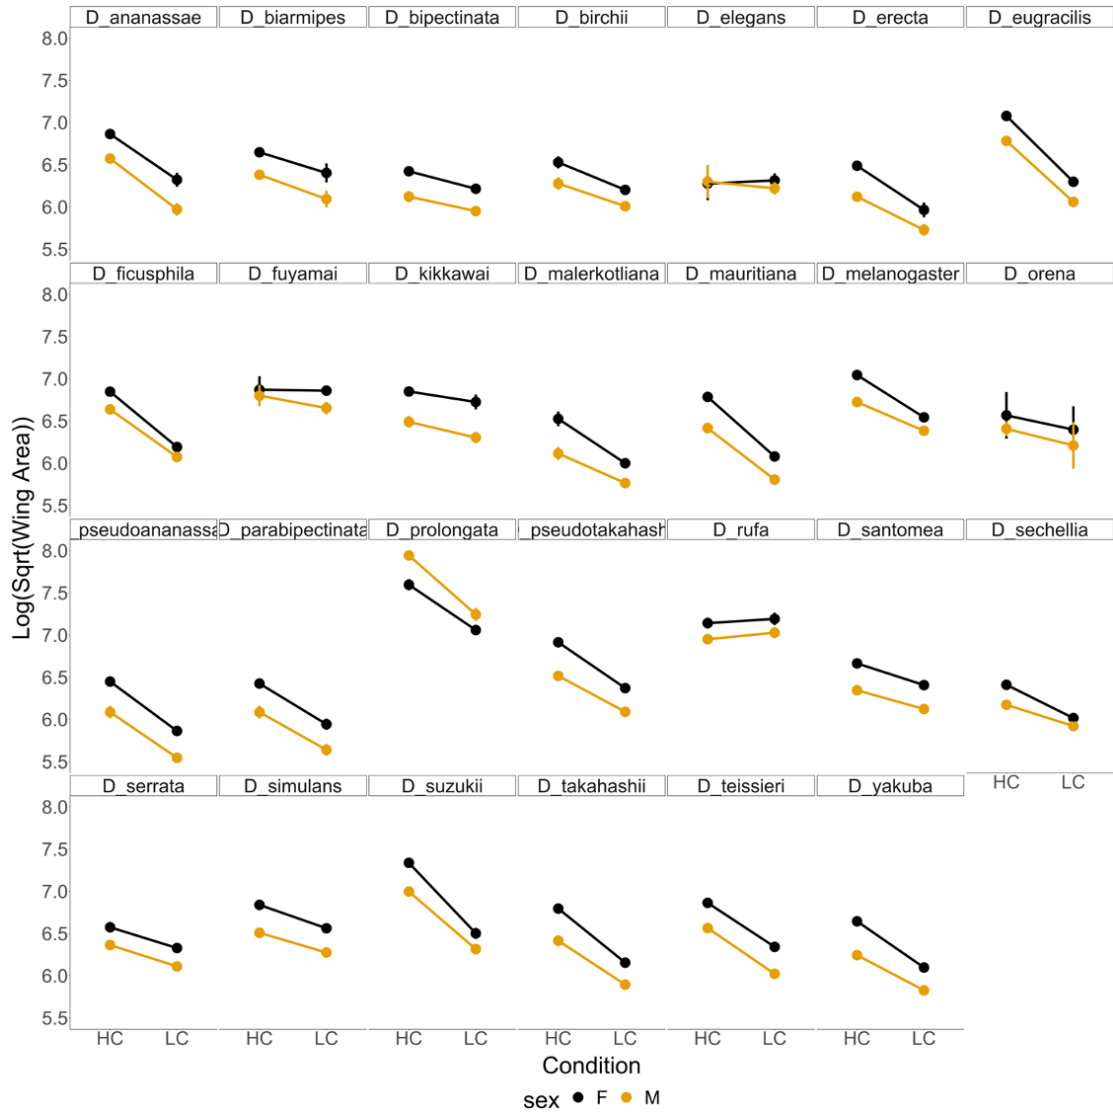 D_ananassae D_biarmipes D_bipectinata D_birchii D_elegans D_erecta D_eugracilis
8.0
7.5
7.0
6.5
6.0
5.5
D_ficusphila D_fuyamai D_kikkawai D_malerkotliana D_mauritiana D_melanogaster D_orena
8.0
7.5
7.0
6.5
6.0
5.5
Log(Sqrt(Wing Area))
pseudoananassa D_parabipectinata D_prolongata _pseudotakahash D_rufa D_santomea D_sechellia
8.0
7.5
7.0
6.5
6.0
5.5
HC LC
D_serrata D_simulans D_suzukii D_takahashii D_teissieri D_yakuba
8.0
7.5
7.0
6.5
6.0
5.5
HC LC HC LC HC LC HC LC HC LC HC LC
Condition
sex F M